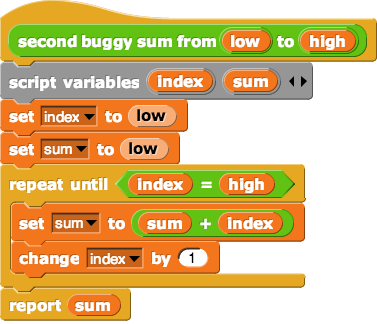 second buggy sum from low to high
script variables index sum
set index to low
set sum to low
repeat until index = high
set sum to sum + index
change index by 1
report sum